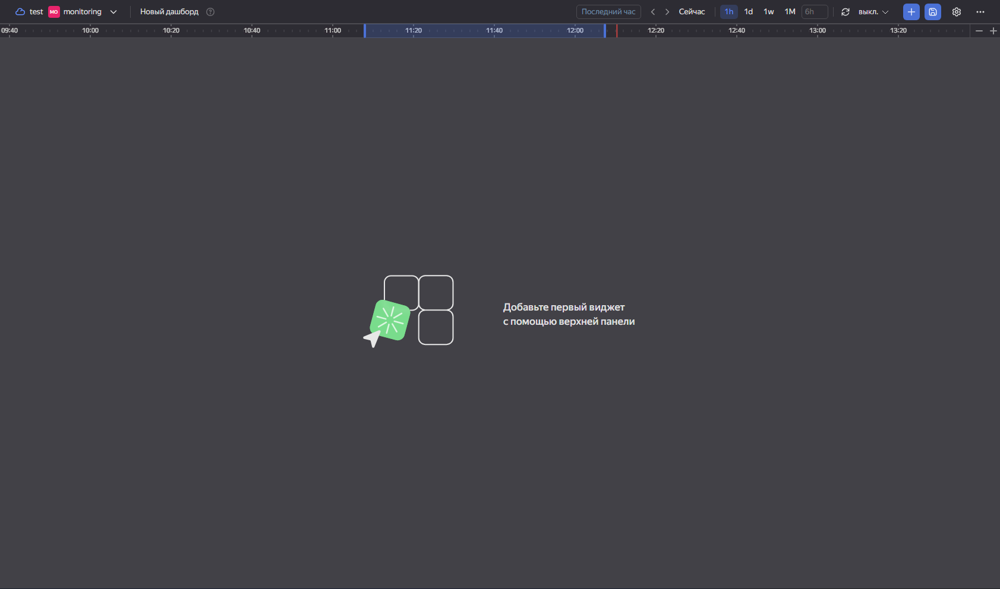 test MO monitoring Новый дашборд ? Последний час Сейчас 1h 1d 1w 1M 6h выкл.
09:40 10:00 10:20 10:40 11:00 11:20 11:40 12:00 12:20 12:40 13:00 13:20
Добавьте первый виджет
с помощью верхней панели